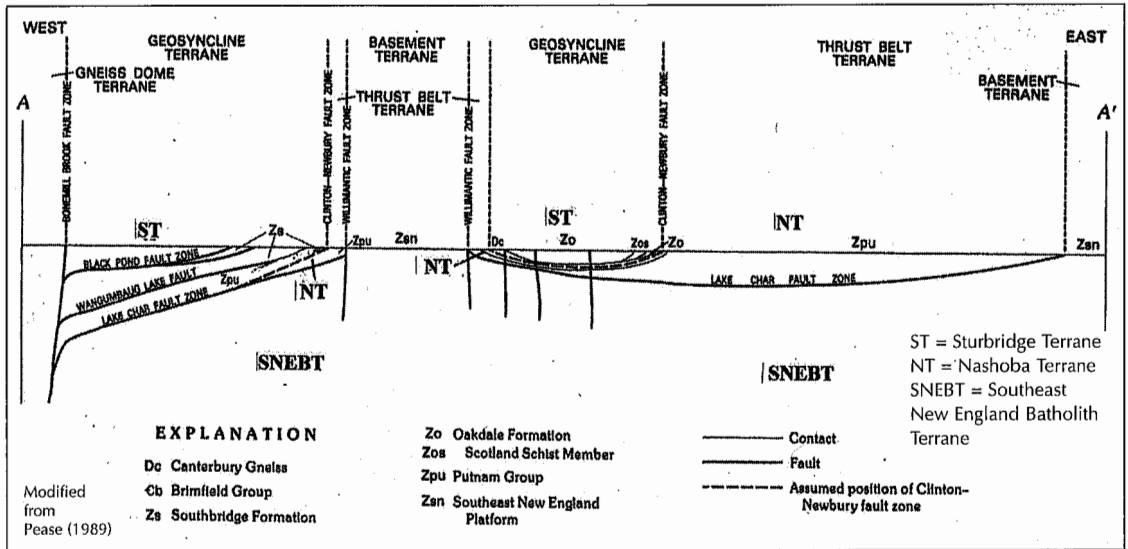 WEST
EAST
GEOSYNCLINE
TERRANE
BASEMENT
TERRANE
GEOSYNCLINE
TERRANE
THRUST BELT
TERRANE
GNEISS DOME
TERRANE
THRUST BELT
TERRANE
BASEMENT
TERRANE
A
A'
BONEMILL BROOK FAULT ZONE
CLINTON-NEWBURY FAULT ZONE
WILLIMANTIC FAULT ZONE
WILLIMANTIC FAULT ZONE
CLINTON-NEWBURY FAULT ZONE
ST
Zs
Zpu
Zsn
Dc
ST
Zo
Zos
Zo
NT
Zpu
Zsn
BLACK POND FAULT ZONE
WANGUMBAUG LAKE FAULT
Zpu
LAKE CHAR FAULT ZONE
NT
NT
LAKE CHAR FAULT ZONE
SNEBT
SNEBT
ST = Sturbridge Terrane
NT = Nashoba Terrane
SNEBT = Southeast
New England Batholith
Terrane
EXPLANATION
Dc Canterbury Gneiss
Cb Brimfield Group
Zs Southbridge Formation
Zo Oakdale Formation
Zos Scotland Schist Member
Zpu Putnam Group
Zsn Southeast New England
Platform
Contact
Fault
Assumed position of Clinton-
Newbury fault zone
Modified
from
Pease (1989)